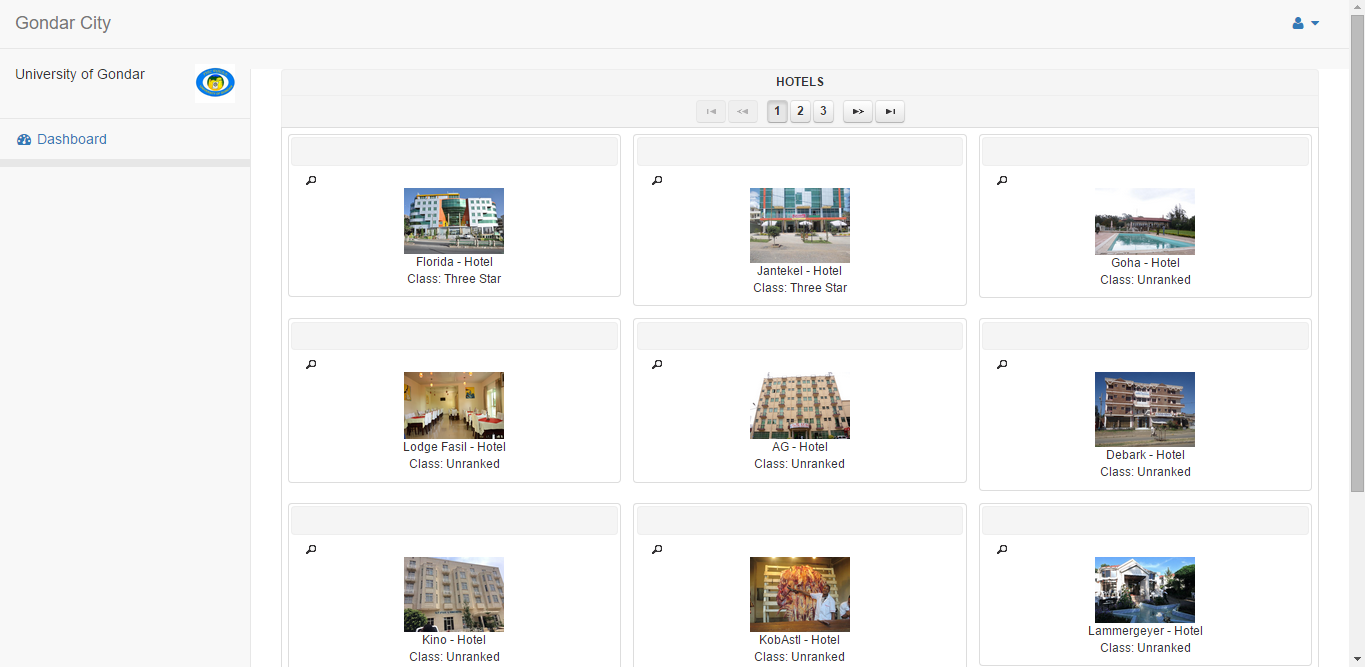 Gondar City
University of Gondar
Dashboard
HOTELS
1 2 3
Florida - Hotel
Class: Three Star
Jantekel - Hotel
Class: Three Star
Goha - Hotel
Class: Unranked
Lodge Fasil - Hotel
Class: Unranked
AG - Hotel
Class: Unranked
Debark - Hotel
Class: Unranked
Kino - Hotel
Class: Unranked
KobAstl - Hotel
Class: Unranked
Lammergeyer - Hotel
Class: Unranked